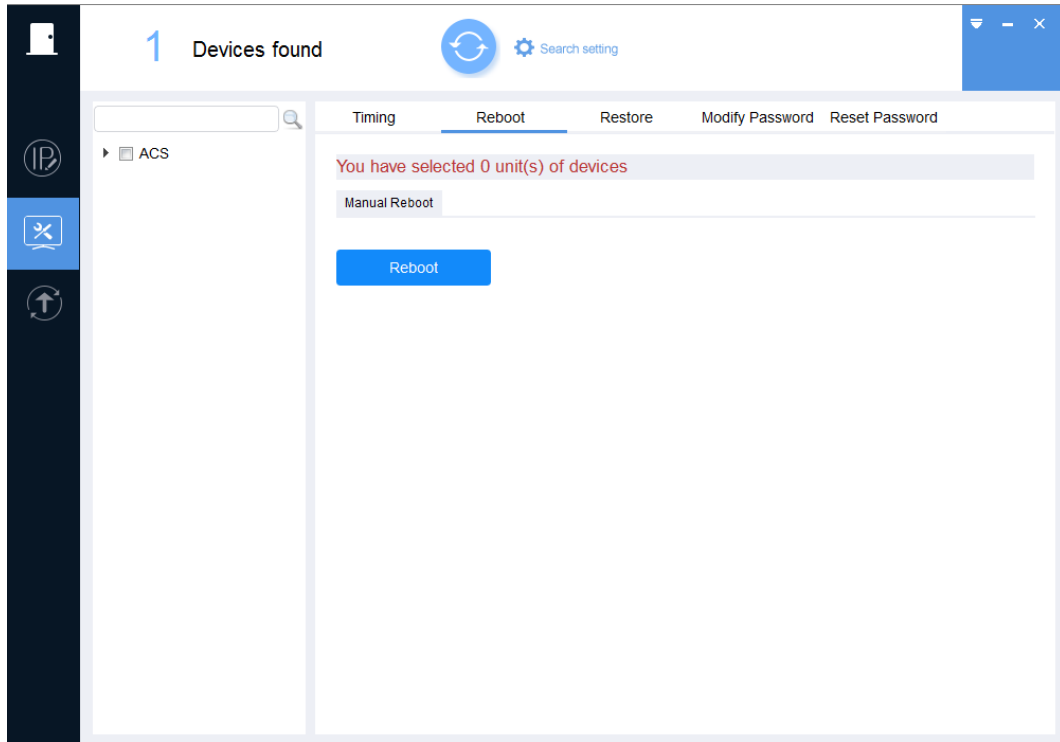 1 Devices found
Search setting
IP
ACS
Timing Reboot Restore Modify Password Reset Password
You have selected 0 unit(s) of devices
Manual Reboot
Reboot